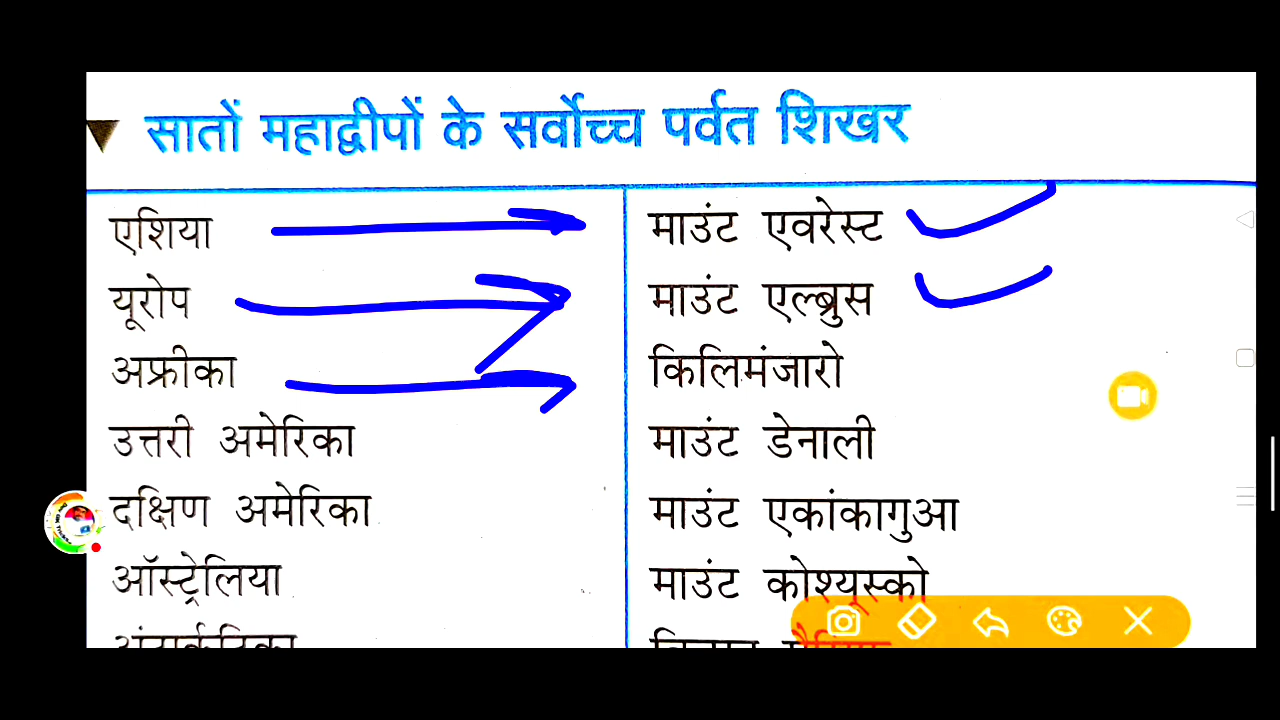 सातों महाद्वीपों के सर्वोच्च पर्वत शिखर
एशिया माउंट एवरेस्ट
यूरोप माउंट एल्ब्रुस
अफ्रीका किलिमंजारो
उत्तरी अमेरिका माउंट डेनाली
दक्षिण अमेरिका माउंट एकांकागुआ
ऑस्ट्रेलिया माउंट कोश्यूस्को